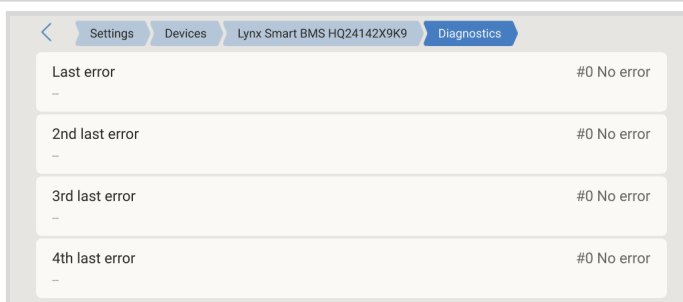 Settings Devices Lynx Smart BMS HQ24142X9K9 Diagnostics
Last error #0 No error
--
2nd last error #0 No error
--
3rd last error #0 No error
--
4th last error #0 No error
--